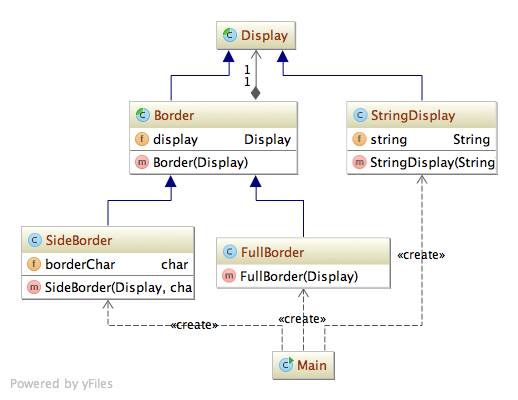 Display
1
1
Border
display Display
Border(Display)
StringDisplay
string String
StringDisplay(String
SideBorder
borderChar char
SideBorder(Display, cha
FullBorder
FullBorder(Display)
«create»
«create»
«create»
Main
Powered by yFiles